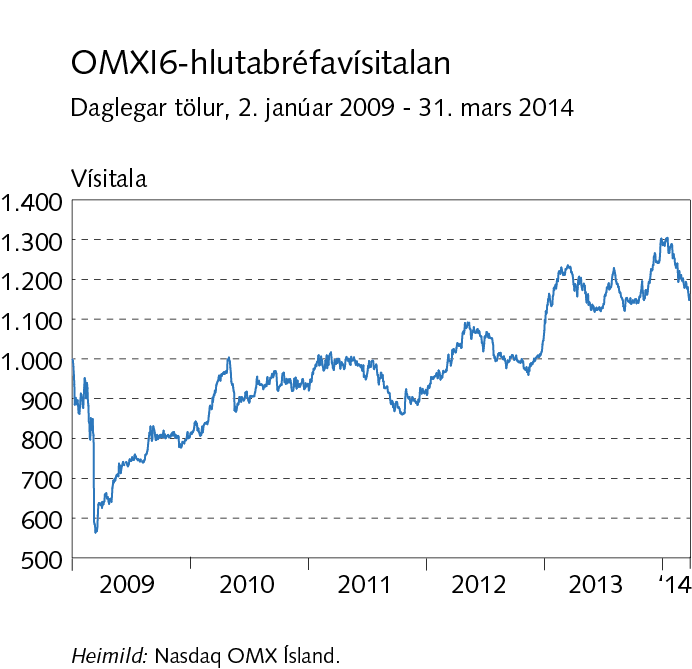 OMXI6-hlutabréfavísitalan
Daglegar tölur, 2. janúar 2009 - 31. mars 2014
Vísitala
1.400
1.300
1.200
1.100
1.000
900
800
700
600
500
2009 2010 2011 2012 2013 '14
Heimild: Nasdaq OMX Ísland.